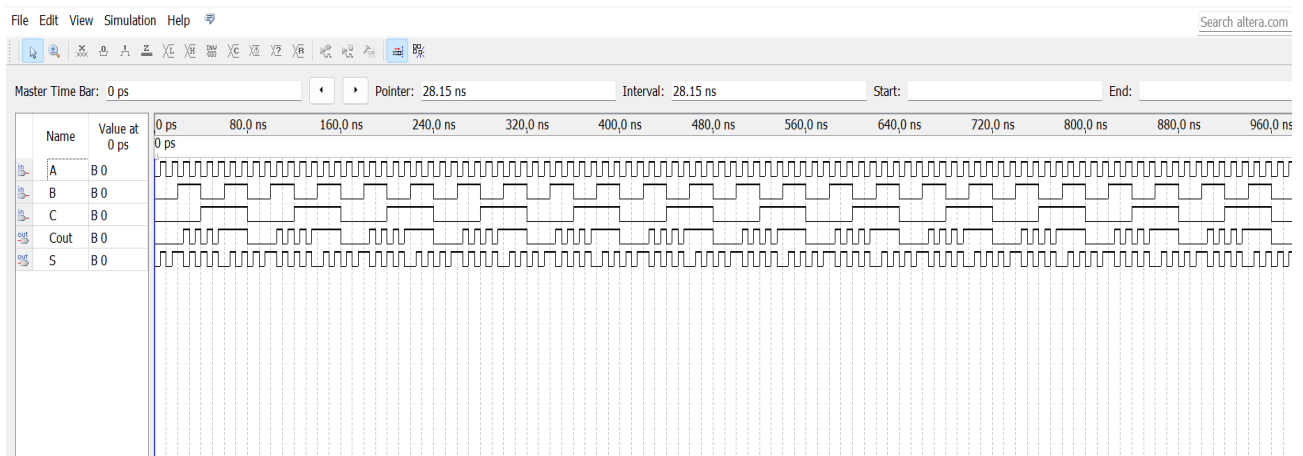 File Edit View Simulation Help
Search altera.com
Master Time Bar: 0 ps Pointer: 28.15 ns Interval: 28.15 ns Start: End:
Name Value at 0 ps
0 ps 80.0 ns 160.0 ns 240.0 ns 320.0 ns 400.0 ns 480.0 ns 560.0 ns 640.0 ns 720.0 ns 800.0 ns 880.0 ns 960.0 ns
0 ps
A B 0
B B 0
C B 0
Cout B 0
S B 0